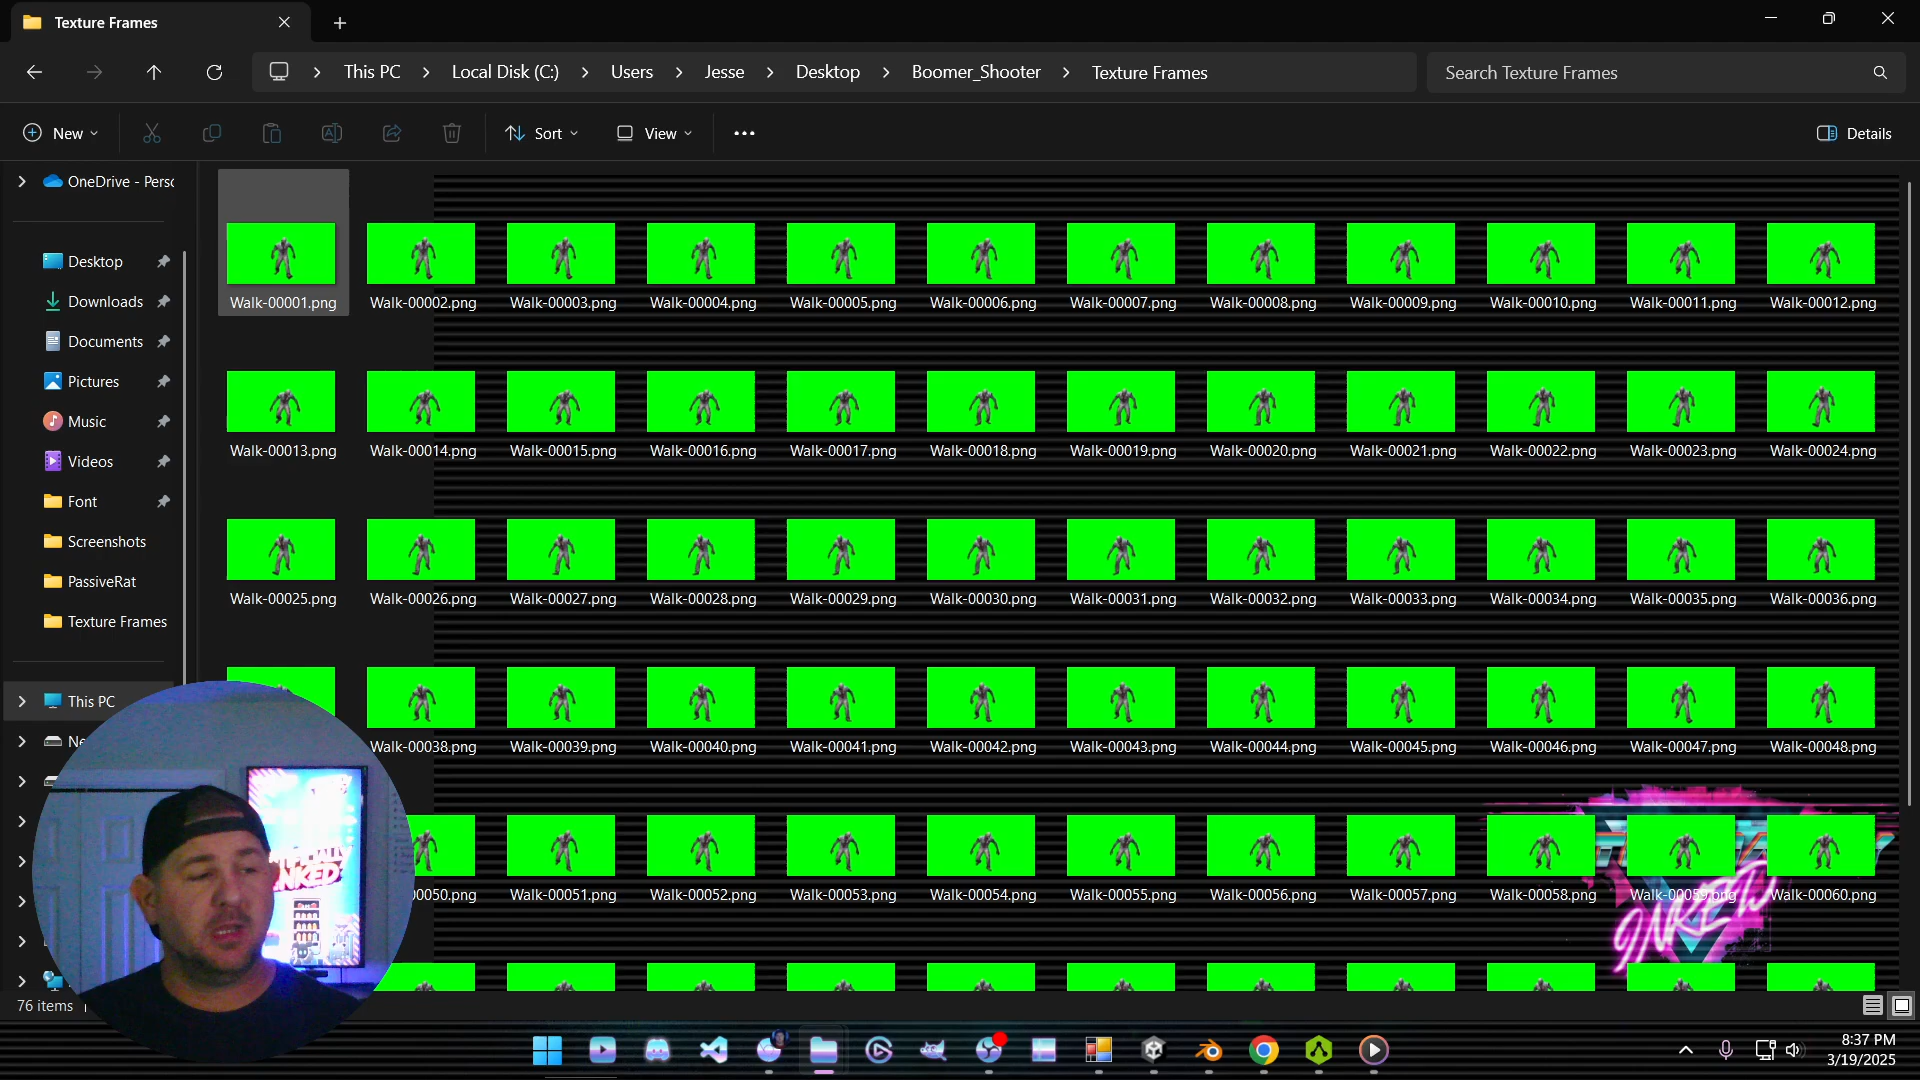 Texture Frames
This PC > Local Disk (C:) > Users > Jesse > Desktop > Boomer_Shooter > Texture Frames
Search Texture Frames
New
Sort
View
Details
OneDrive - Perso
Desktop
Downloads
Documents
Pictures
Music
Videos
Font
Screenshots
PassiveRat
Texture Frames
This PC
Ne
Walk-00001.png Walk-00002.png Walk-00003.png Walk-00004.png Walk-00005.png Walk-00006.png Walk-00007.png Walk-00008.png Walk-00009.png Walk-00010.png Walk-00011.png Walk-00012.png
Walk-00013.png Walk-00014.png Walk-00015.png Walk-00016.png Walk-00017.png Walk-00018.png Walk-00019.png Walk-00020.png Walk-00021.png Walk-00022.png Walk-00023.png Walk-00024.png
Walk-00025.png Walk-00026.png Walk-00027.png Walk-00028.png Walk-00029.png Walk-00030.png Walk-00031.png Walk-00032.png Walk-00033.png Walk-00034.png Walk-00035.png Walk-00036.png
Walk-00038.png Walk-00039.png Walk-00040.png Walk-00041.png Walk-00042.png Walk-00043.png Walk-00044.png Walk-00045.png Walk-00046.png Walk-00047.png Walk-00048.png
0050.png Walk-00051.png Walk-00052.png Walk-00053.png Walk-00054.png Walk-00055.png Walk-00056.png Walk-00057.png Walk-00058.png Walk-00059.png Walk-00060.png
76 items
8:37 PM
3/19/2025